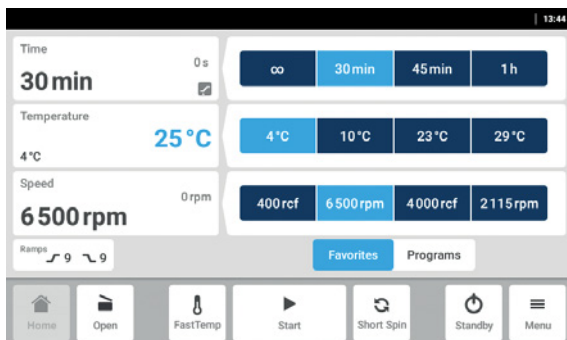 13:44
Time
0 s
30 min
∞ 30 min 45 min 1 h
Temperature
25 °C
4 °C
4 °C 10 °C 23 °C 29 °C
Speed
0 rpm
6 500 rpm
400 rcf 6 500 rpm 4 000 rcf 2 115 rpm
Ramps 9 9
Favorites Programs
Home Open FastTemp Start Short Spin Standby Menu